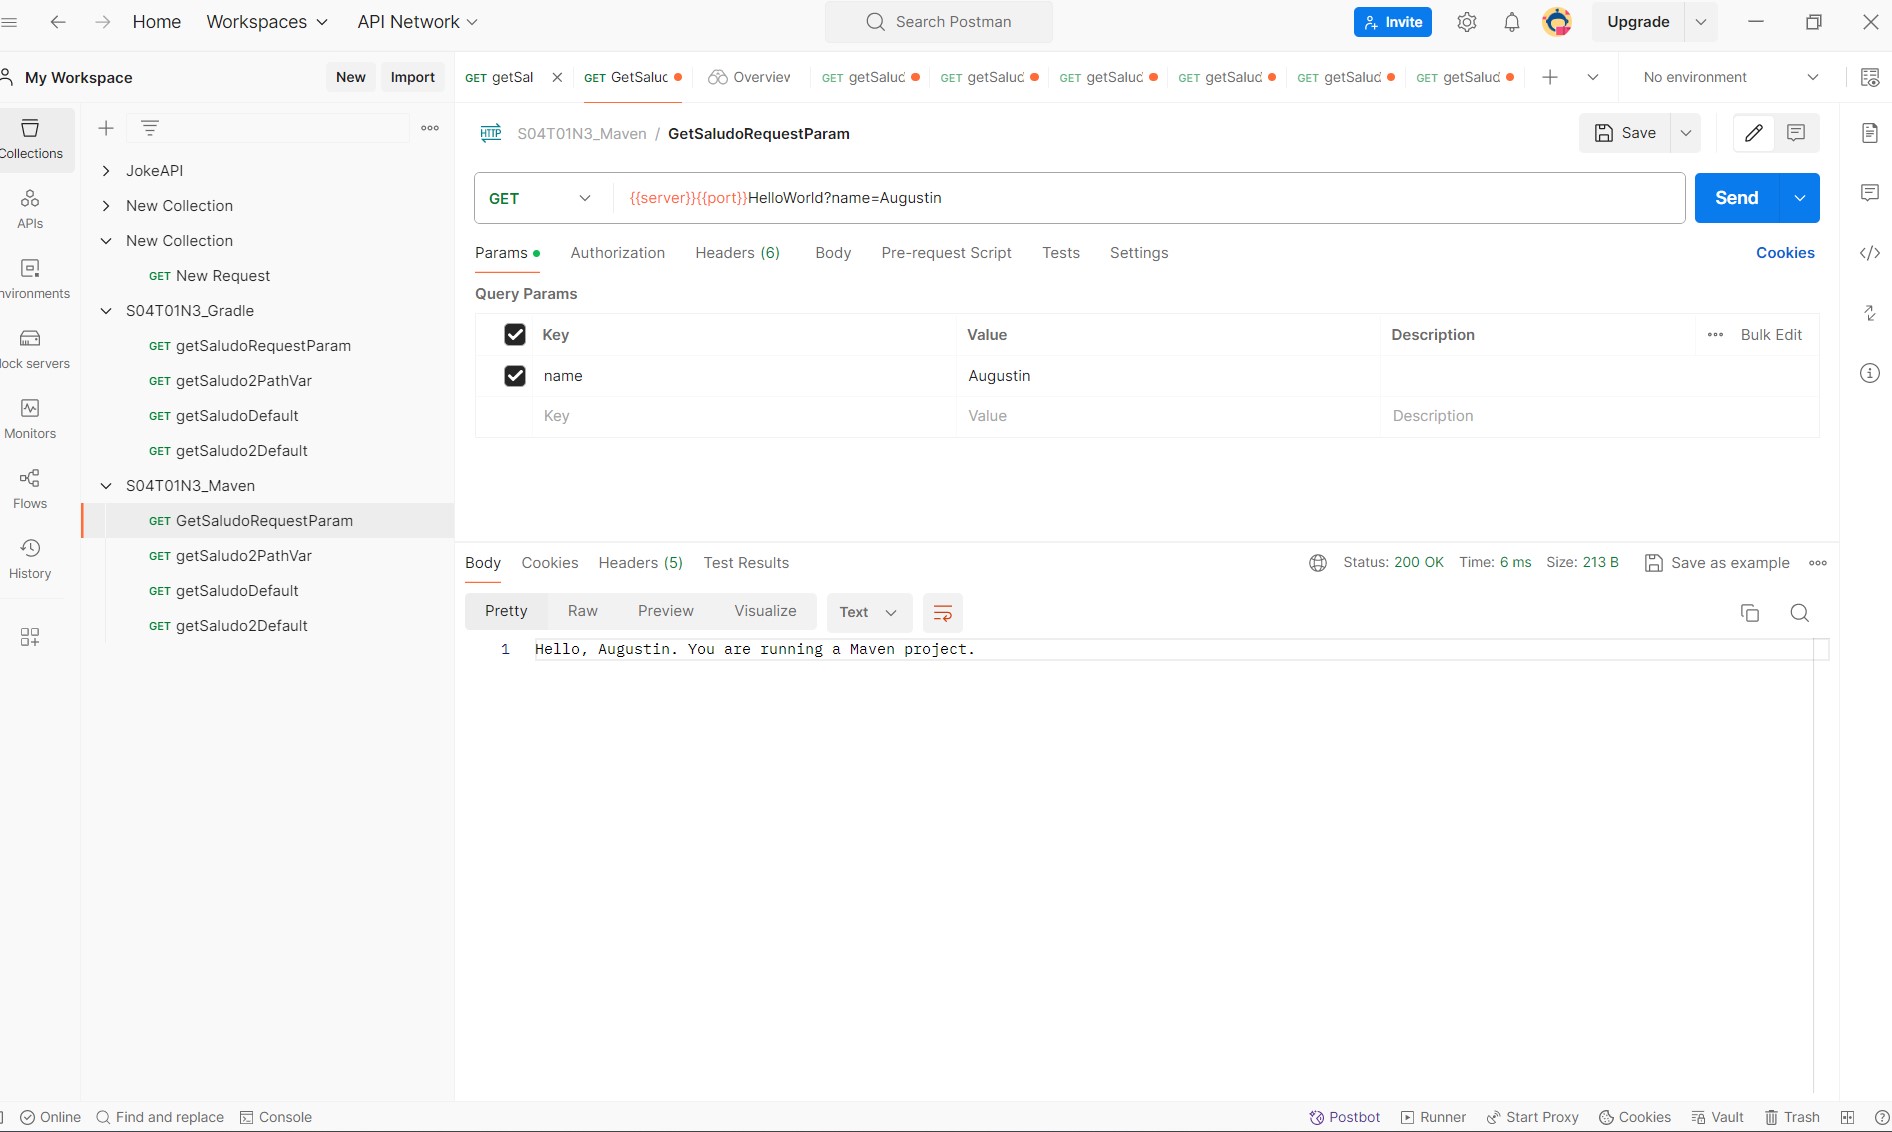 Home Workspaces API Network Search Postman Invite Upgrade
My Workspace New Import
GET getSal GET GetSaluc Overview GET getSaluc GET getSaluc GET getSaluc GET getSaluc GET getSaluc GET getSaluc No environment
Collections
APIs
nvironments
lock servers
Monitors
Flows
History
JokeAPI
New Collection
New Collection
GET New Request
S04T01N3_Gradle
GET getSaludoRequestParam
GET getSaludo2PathVar
GET getSaludoDefault
GET getSaludo2Default
S04T01N3_Maven
GET GetSaludoRequestParam
GET getSaludo2PathVar
GET getSaludoDefault
GET getSaludo2Default
HTTP S04T01N3_Maven / GetSaludoRequestParam Save
GET {{server}}{{port}}HelloWorld?name=Augustin Send
Params Authorization Headers (6) Body Pre-request Script Tests Settings Cookies
Query Params
Key Value Description Bulk Edit
name Augustin
Key Value Description
Body Cookies Headers (5) Test Results Status: 200 OK Time: 6 ms Size: 213 B Save as example
Pretty Raw Preview Visualize Text
1 Hello, Augustin. You are running a Maven project.
Online Find and replace Console Postbot Runner Start Proxy Cookies Vault Trash